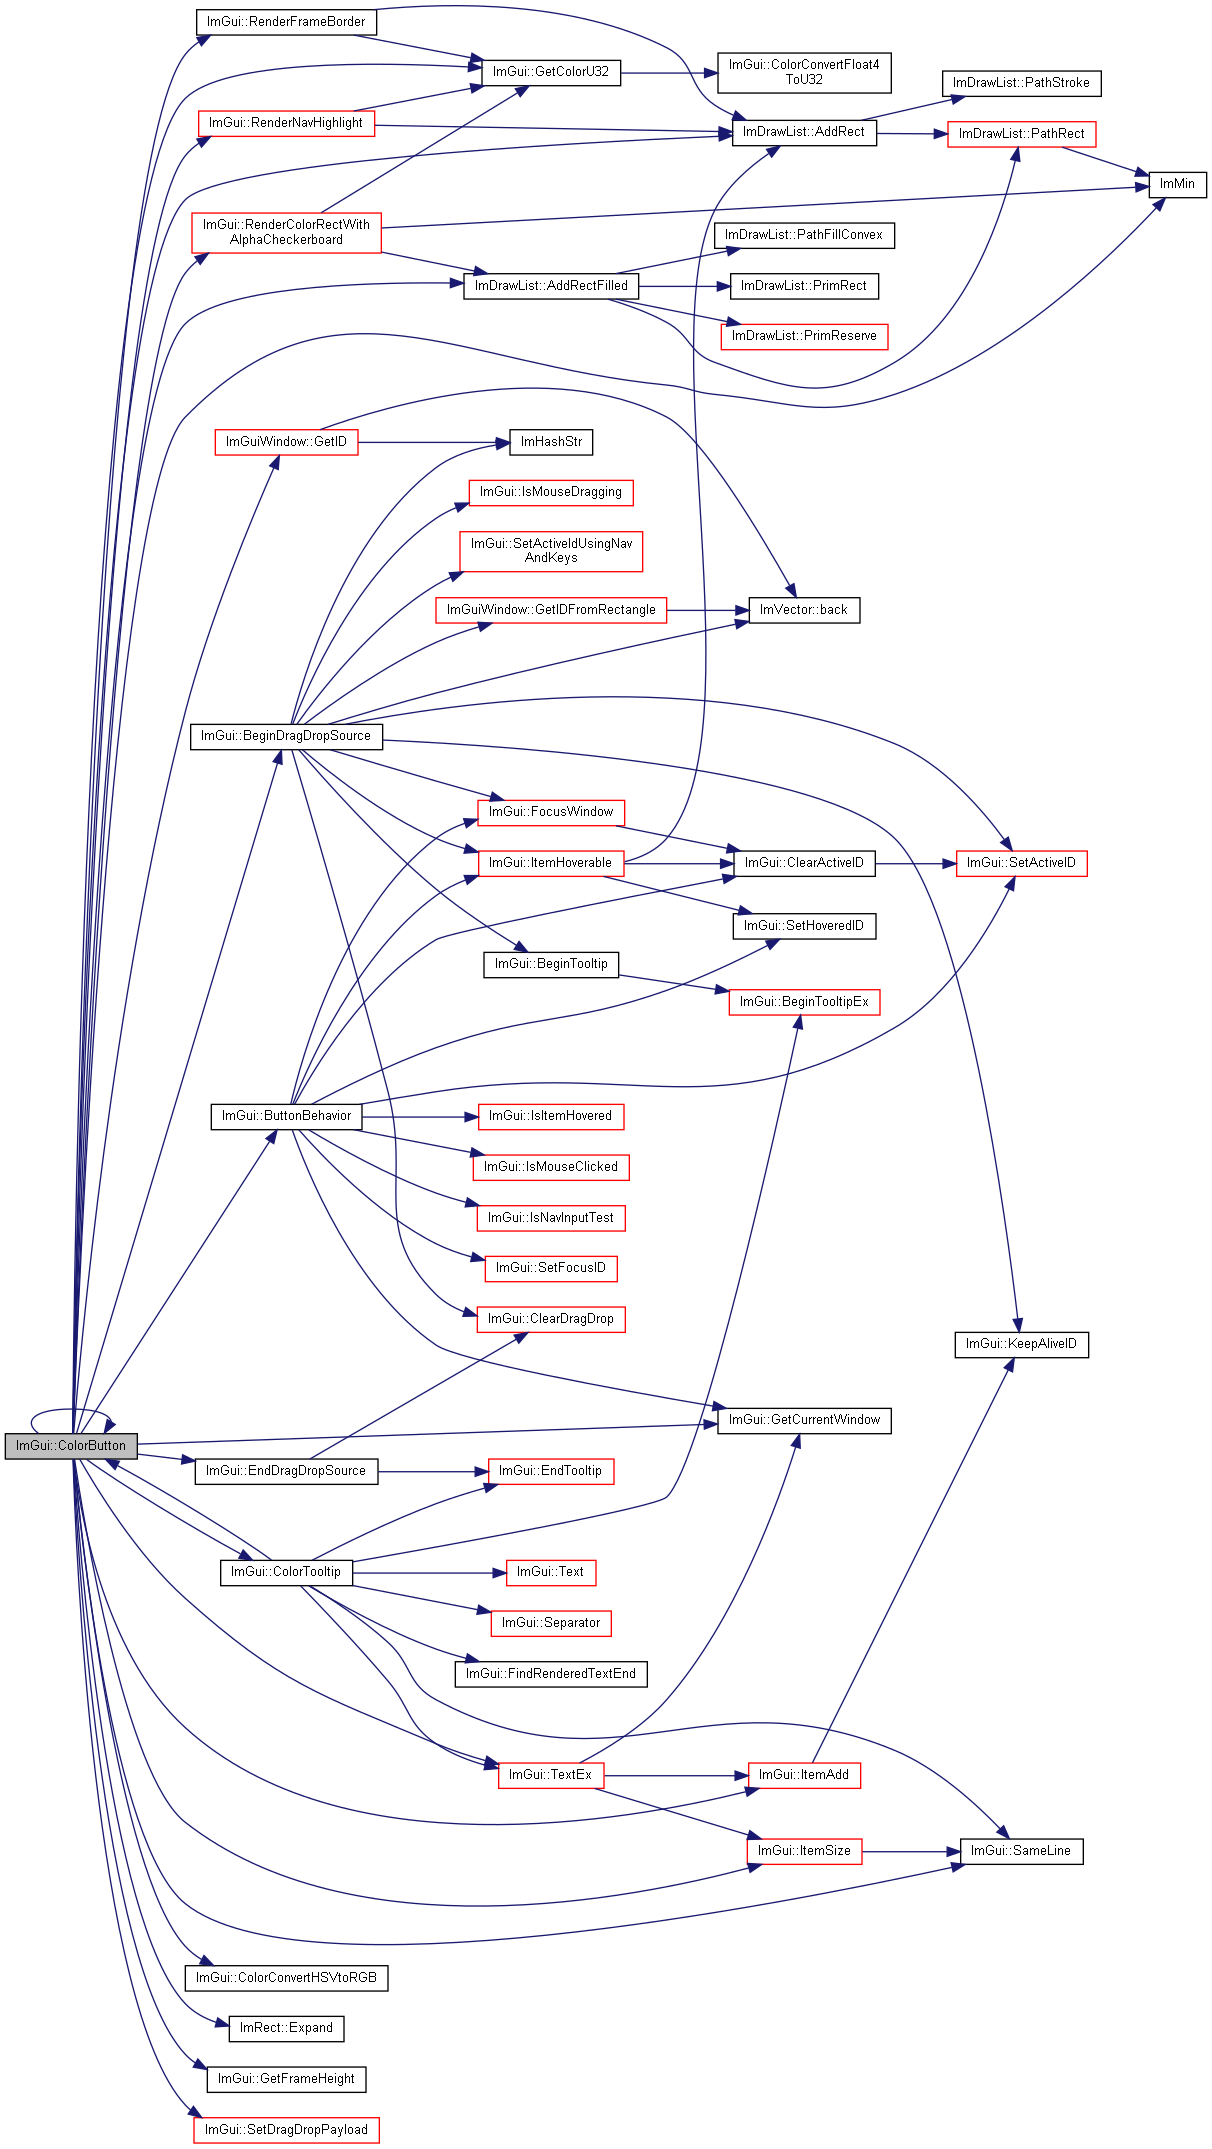 ImGui::RenderFrameBorder
ImGui::GetColorU32
ImGui::ColorConvertFloat4
ToU32
ImDrawList::PathStroke
ImGui::RenderNavHighlight
ImDrawList::AddRect
ImDrawList::PathRect
ImMin
ImGui::RenderColorRectWith
AlphaCheckerboard
ImDrawList::PathFillConvex
ImDrawList::AddRectFilled
ImDrawList::PrimRect
ImDrawList::PrimReserve
ImGuiWindow::GetID
ImHashStr
ImGui::IsMouseDragging
ImGui::SetActiveIdUsingNav
AndKeys
ImGuiWindow::GetIDFromRectangle
ImVector::back
ImGui::BeginDragDropSource
ImGui::FocusWindow
ImGui::ItemHoverable
ImGui::ClearActiveID
ImGui::SetActiveID
ImGui::SetHoveredID
ImGui::BeginTooltip
ImGui::BeginTooltipEx
ImGui::ButtonBehavior
ImGui::IsItemHovered
ImGui::IsMouseClicked
ImGui::IsNavInputTest
ImGui::SetFocusID
ImGui::ClearDragDrop
ImGui::KeepAliveID
ImGui::GetCurrentWindow
ImGui::ColorButton
ImGui::EndDragDropSource
ImGui::EndTooltip
ImGui::ColorTooltip
ImGui::Text
ImGui::Separator
ImGui::FindRenderedTextEnd
ImGui::TextEx
ImGui::ItemAdd
ImGui::ItemSize
ImGui::SameLine
ImGui::ColorConvertHSVtoRGB
ImRect::Expand
ImGui::GetFrameHeight
ImGui::SetDragDropPayload